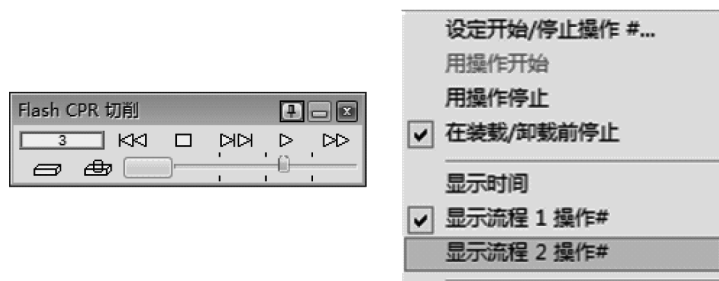 Flash CPR 切削
3
设定开始/停止操作 #...
用操作开始
用操作停止
在装载/卸载前停止
显示时间
显示流程 1 操作#
显示流程 2 操作#